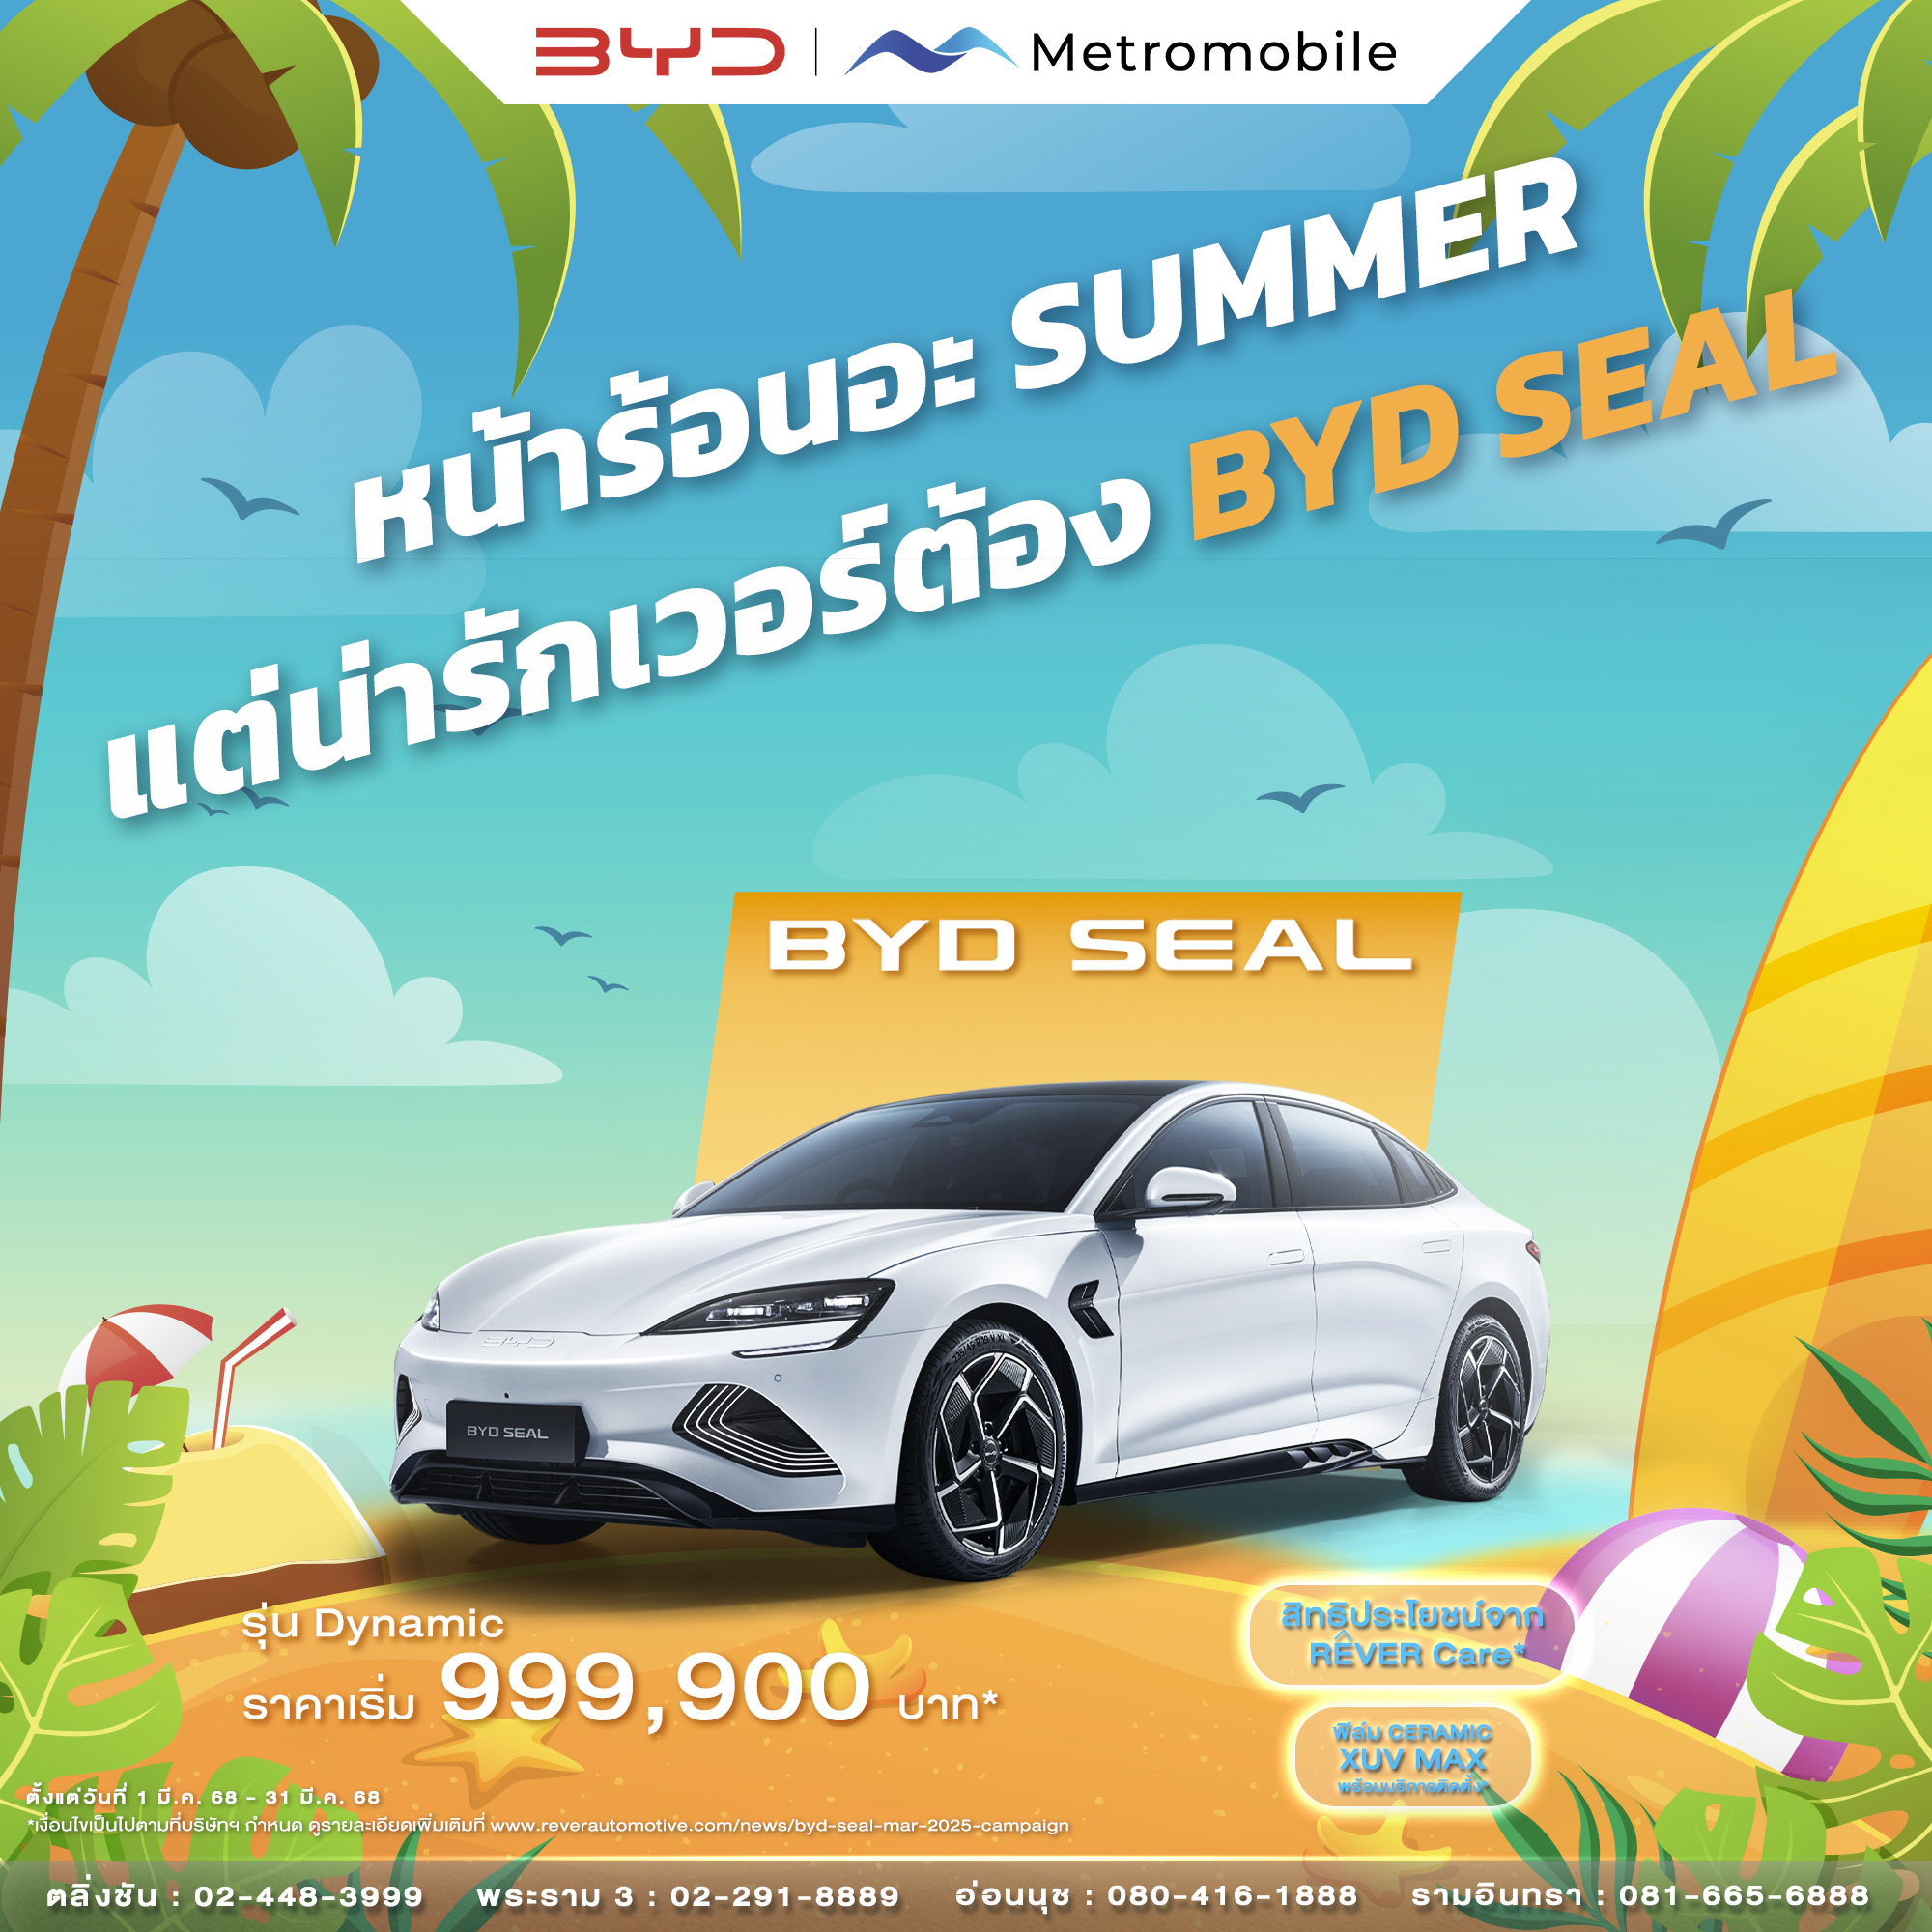 BYD | Metromobile
หน้าร้อนอะ SUMMER
แต่น่ารักเวอร์ต้อง BYD SEAL
BYD SEAL
BYD
BYD SEAL
235/45 R19 V XL
รุ่น Dynamic
ราคาเริ่ม 999,900 บาท*
สิทธิประโยชน์จาก
RÊVER Care*
ฟิล์ม CERAMIC
XUV MAX
พร้อมบริการติดตั้ง*
ตั้งแต่วันที่ 1 มี.ค. 68 - 31 มี.ค. 68
*เงื่อนไขเป็นไปตามที่บริษัทฯ กำหนด ดูรายละเอียดเพิ่มเติมที่ www.reverautomotive.com/news/byd-seal-mar-2025-campaign
ตลิ่งชัน : 02-448-3999 พระราม 3 : 02-291-8889 อ่อนนุช : 080-416-1888 รามอินทรา : 081-665-6888